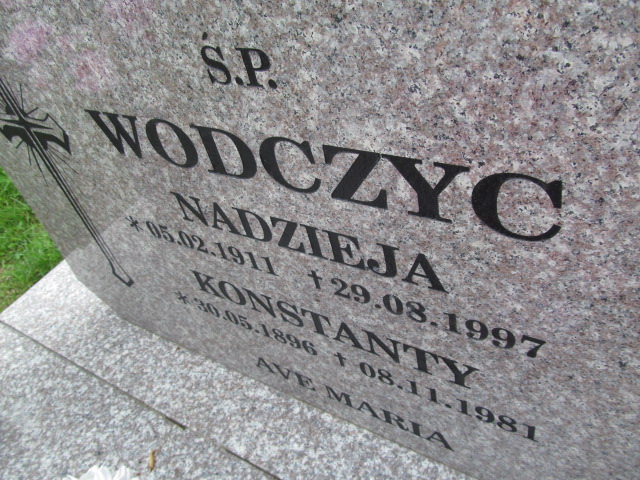 Ś.P.
WODCZYC
NADZIEJA
* 05.02.1911 † 29.08.1997
KONSTANTY
* 30.05.1896 † 08.11.1981
AVE MARIA